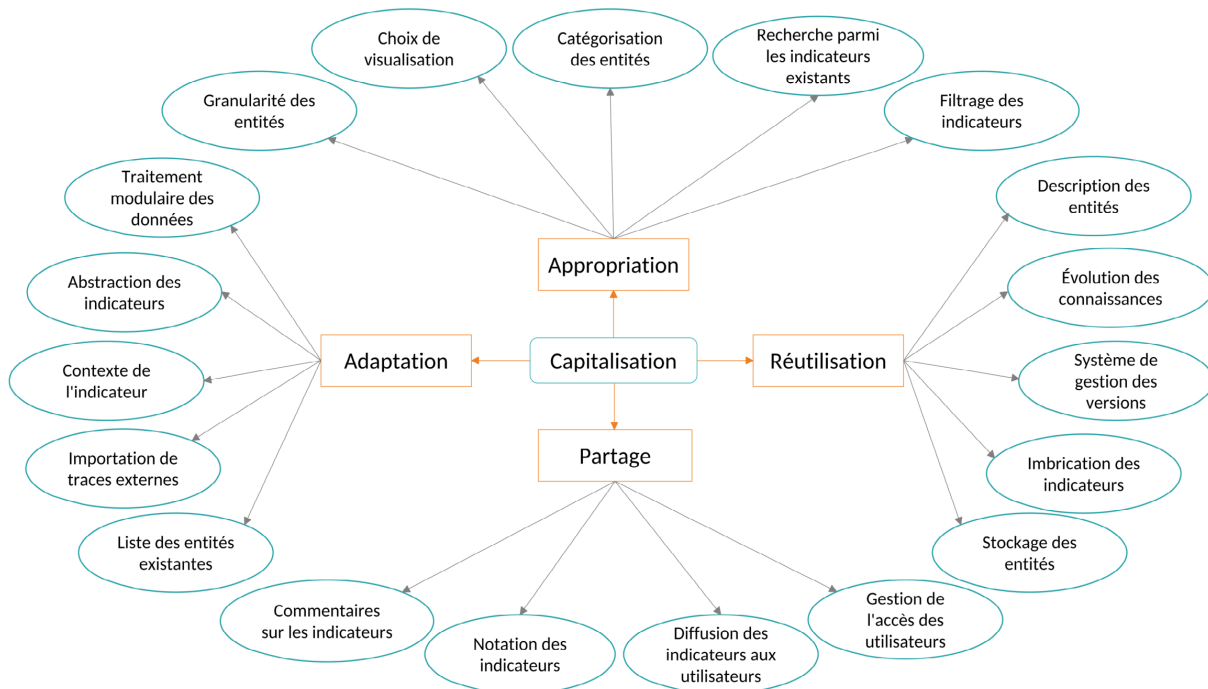 Choix de
visualisation
Catégorisation
des entités
Recherche parmi
les indicateurs
existants
Granularité des
entités
Filtrage des
indicateurs
Traitement
modulaire des
données
Description des
entités
Appropriation
Abstraction des
indicateurs
Évolution des
connaissances
Adaptation
Capitalisation
Réutilisation
Contexte de
l'indicateur
Système de
gestion des
versions
Partage
Importation de
traces externes
Imbrication des
indicateurs
Liste des entités
existantes
Stockage des
entités
Commentaires
sur les indicateurs
Notation des
indicateurs
Diffusion des
indicateurs aux
utilisateurs
Gestion de
l'accès des
utilisateurs